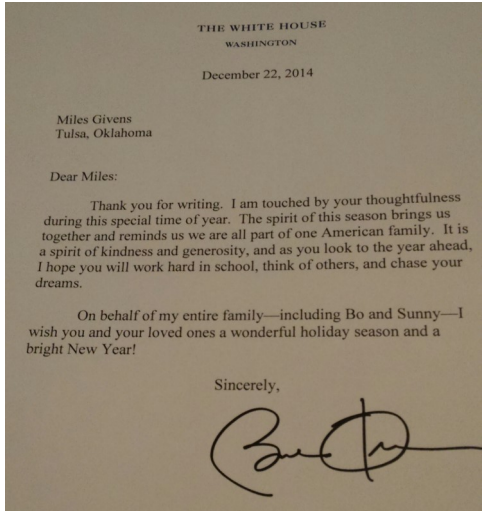 THE WHITE HOUSE
WASHINGTON
December 22, 2014
Miles Givens
Tulsa, Oklahoma
Dear Miles:
Thank you for writing. I am touched by your thoughtfulness
during this special time of year. The spirit of this season brings us
together and reminds us we are all part of one American family. It is
a spirit of kindness and generosity, and as you look to the year ahead,
I hope you will work hard in school, think of others, and chase your
dreams.
On behalf of my entire family—including Bo and Sunny—I
wish you and your loved ones a wonderful holiday season and a
bright New Year!
Sincerely,